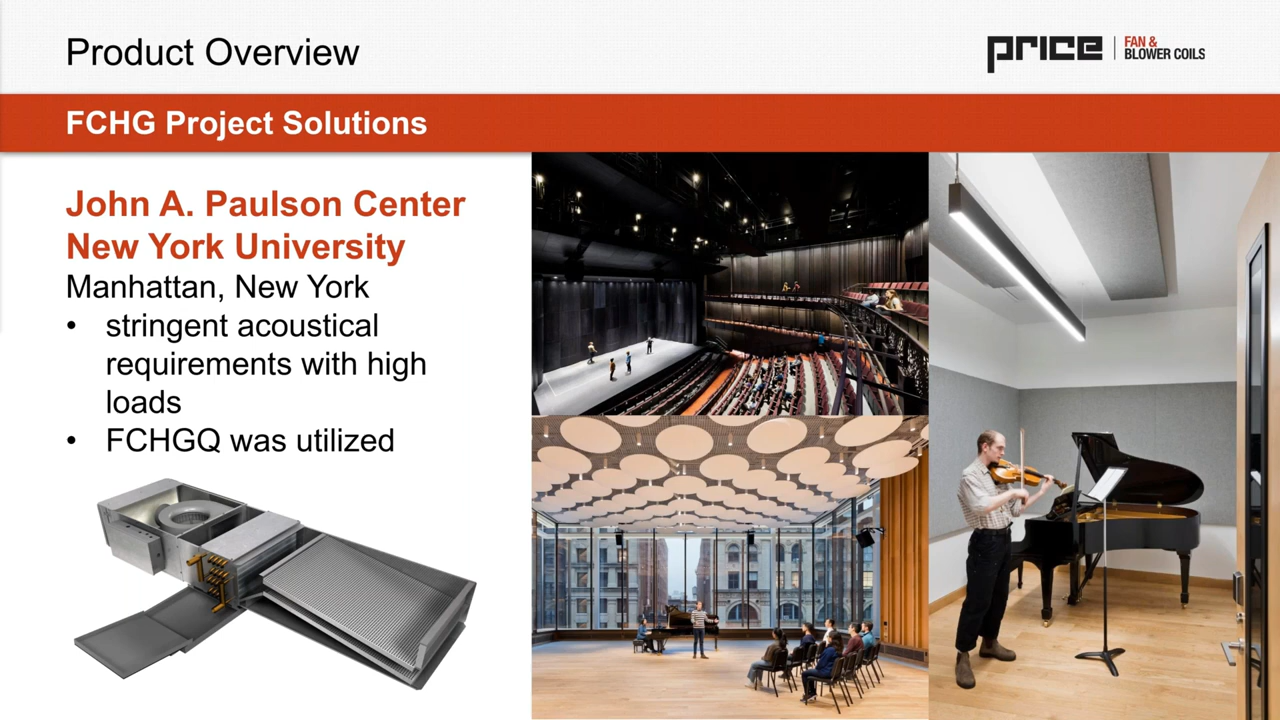 Product Overview
price
FAN &
BLOWER COILS
FCHG Project Solutions
John A. Paulson Center
New York University
Manhattan, New York
• stringent acoustical
requirements with high
loads
• FCHGQ was utilized